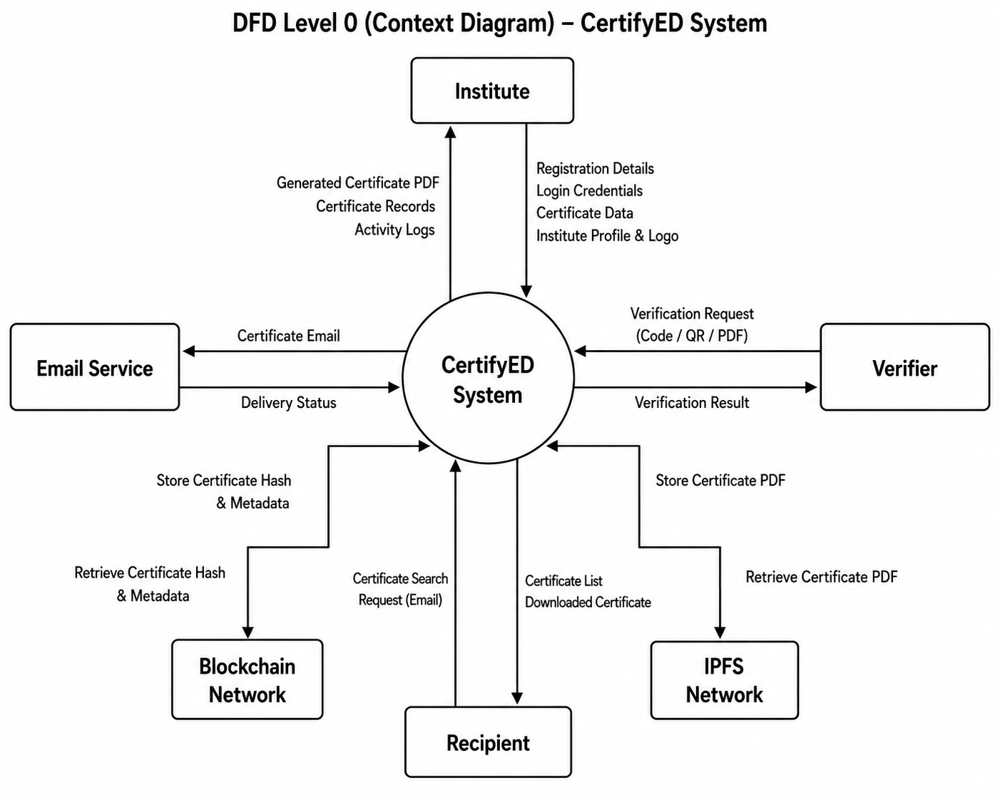 DFD Level 0 (Context Diagram) – CertifyED System
Institute
Generated Certificate PDF
Certificate Records
Activity Logs
Registration Details
Login Credentials
Certificate Data
Institute Profile & Logo
Email Service
Certificate Email
Delivery Status
CertifyED
System
Verification Request
(Code / QR / PDF)
Verification Result
Verifier
Store Certificate Hash
& Metadata
Retrieve Certificate Hash
& Metadata
Certificate Search
Request (Email)
Certificate List
Downloaded Certificate
Store Certificate PDF
Retrieve Certificate PDF
Blockchain
Network
Recipient
IPFS
Network